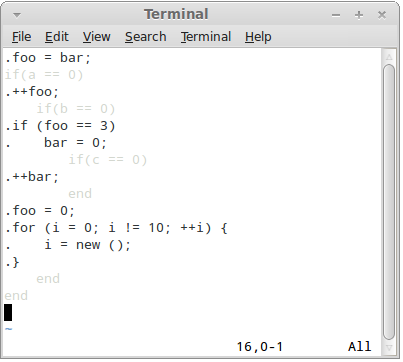 Terminal
File Edit View Search Terminal Help
.foo = bar;
if(a == 0)
.++foo;
    if(b == 0)
.if (foo == 3)
.    bar = 0;
        if(c == 0)
.++bar;
        end
.foo = 0;
.for (i = 0; i != 10; ++i) {
.    i = new ();
.}
    end
end
~
16,0-1 All